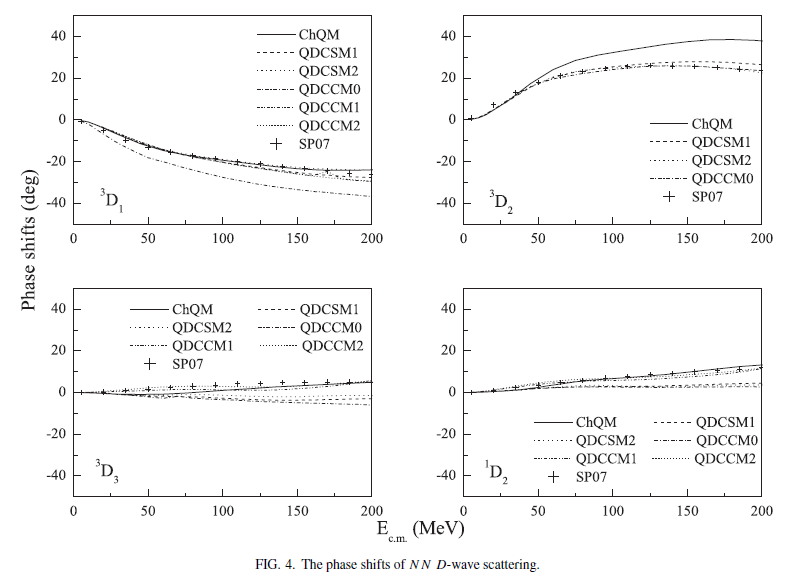 Phase shifts (deg)
40
20
0
-20
-40
0
50
100
150
200
ChQM
QDCSM1
QDCSM2
QDCCM0
QDCCM1
QDCCM2
SP07
³D₁
40
20
0
-20
-40
0
50
100
150
200
ChQM
QDCSM1
QDCSM2
QDCCM0
SP07
³D₂
40
20
0
-20
-40
0
50
100
150
200
ChQM QDCSM1
QDCSM2 QDCCM0
QDCCM1 QDCCM2
SP07
³D₃
40
20
0
-20
-40
0
50
100
150
200
ChQM QDCSM1
QDCSM2 QDCCM0
QDCCM1 QDCCM2
SP07
¹D₂
E c.m. (MeV)
FIG. 4. The phase shifts of NN D-wave scattering.